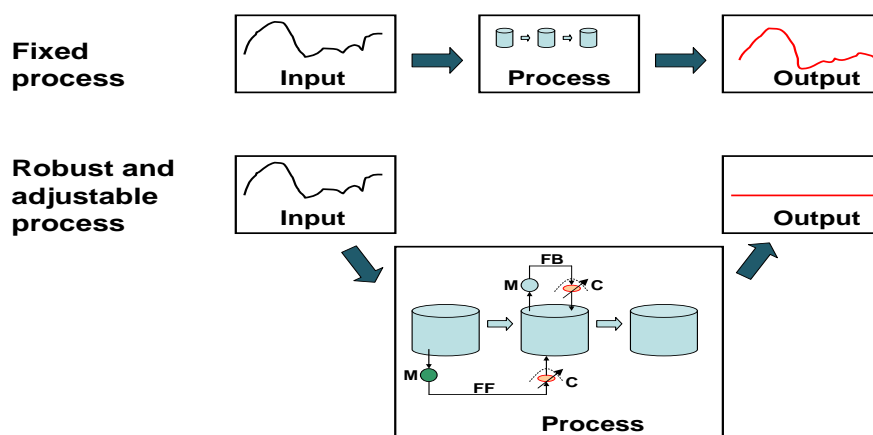 Fixed
process
Input
Process
Output
Robust and
adjustable
process
Input
Output
FB
M
C
M
C
FF
Process